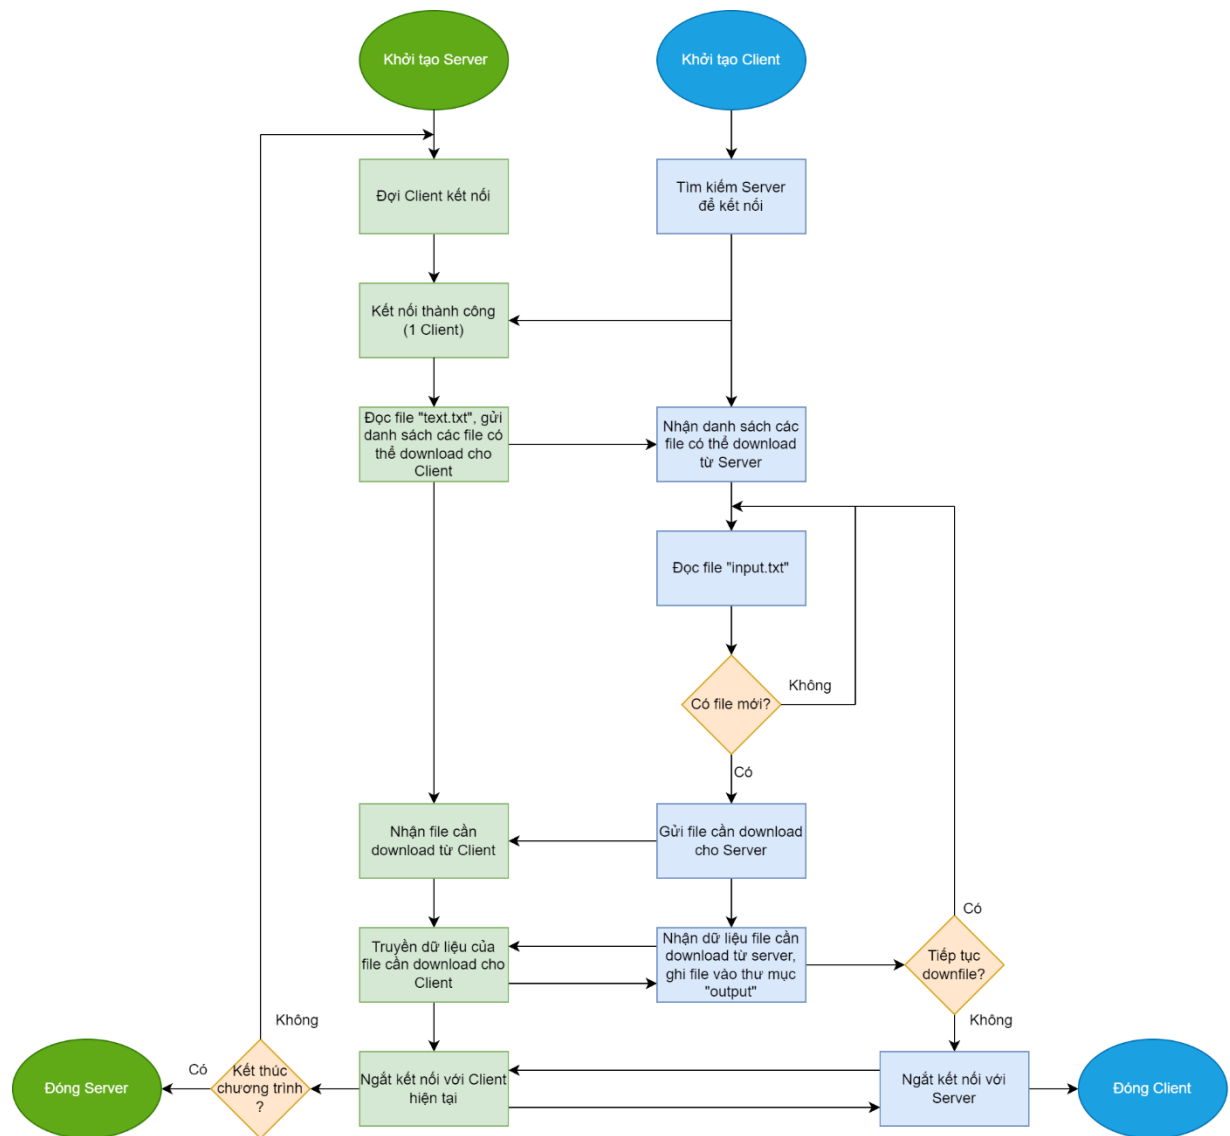 Khởi tạo Server
Khởi tạo Client
Đợi Client kết nối
Tìm kiếm Server
để kết nối
Kết nối thành công
(1 Client)
Đọc file "text.txt", gửi
danh sách các file có
thể download cho
Client
Nhận danh sách các
file có thể download
từ Server
Đọc file "input.txt"
Có file mới?
Không
Có
Nhận file cần
download từ Client
Gửi file cần download
cho Server
Truyền dữ liệu của
file cần download cho
Client
Nhận dữ liệu file cần
download từ server,
ghi file vào thư mục
"output"
Có
Tiếp tục
downfile?
Không
Không
Có
Đóng Server
Kết thúc
chương trình
?
Ngắt kết nối với Client
hiện tại
Ngắt kết nối với
Server
Đóng Client